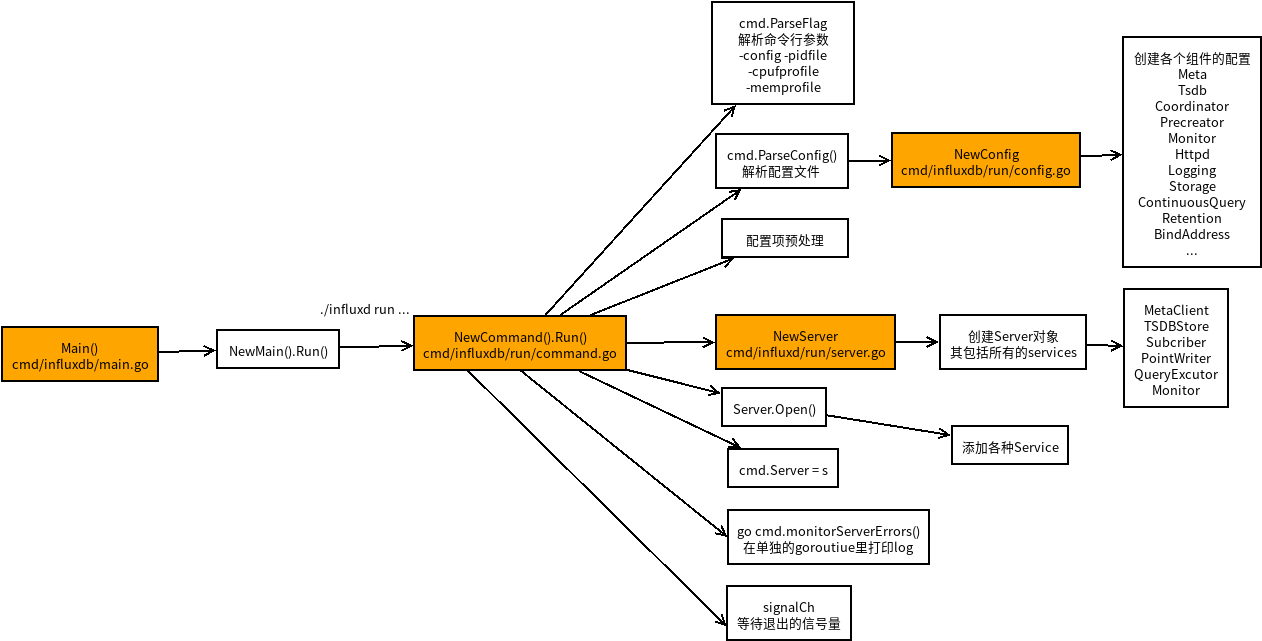 cmd.ParseFlag
解析命令行参数
-config -pidfile
-cpufprofile
-memprofile
创建各个组件的配置
Meta
Tsdb
Coordinator
Precreator
Monitor
Httpd
Logging
Storage
ContinuousQuery
Retention
BindAddress
...
cmd.ParseConfig()
解析配置文件
NewConfig
cmd/influxdb/run/config.go
配置项预处理
./influxd run ...
Main()
cmd/influxdb/main.go
NewMain().Run()
NewCommand().Run()
cmd/influxdb/run/command.go
NewServer
cmd/influxd/run/server.go
创建Server对象
其包括所有的services
MetaClient
TSDBStore
Subcriber
PointWriter
QueryExcutor
Monitor
Server.Open()
添加各种Service
cmd.Server = s
go cmd.monitorServerErrors()
在单独的goroutiue里打印log
signalCh
等待退出的信号量